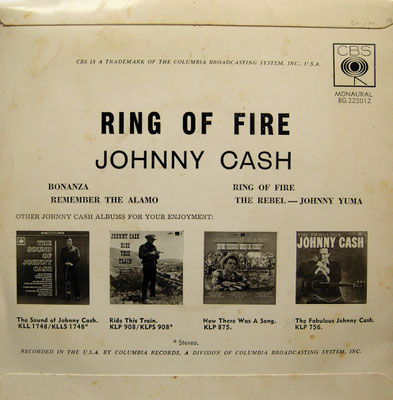 CBS IS A TRADEMARK OF THE COLUMBIA BROADCASTING SYSTEM, INC., U.S.A.
CBS
MONAURAL
BG 225012
RING OF FIRE
JOHNNY CASH
BONANZA
REMEMBER THE ALAMO
RING OF FIRE
THE REBEL — JOHNNY YUMA
OTHER JOHNNY CASH ALBUMS FOR YOUR ENJOYMENT:
THE SOUND OF JOHNNY CASH
JOHNNY CASH
RIDE THIS TRAIN
THE FABULOUS
JOHNNY CASH
The Sound of Johnny Cash.
KLL 1748/KLLS 1748*
Ride This Train.
KLP 908/KLPS 908*
Now There Was A Song.
KLP 875.
The Fabulous Johnny Cash.
KLP 756.
* Stereo.
RECORDED IN THE U.S.A. BY COLUMBIA RECORDS, A DIVISION OF COLUMBIA BROADCASTING SYSTEM, INC.